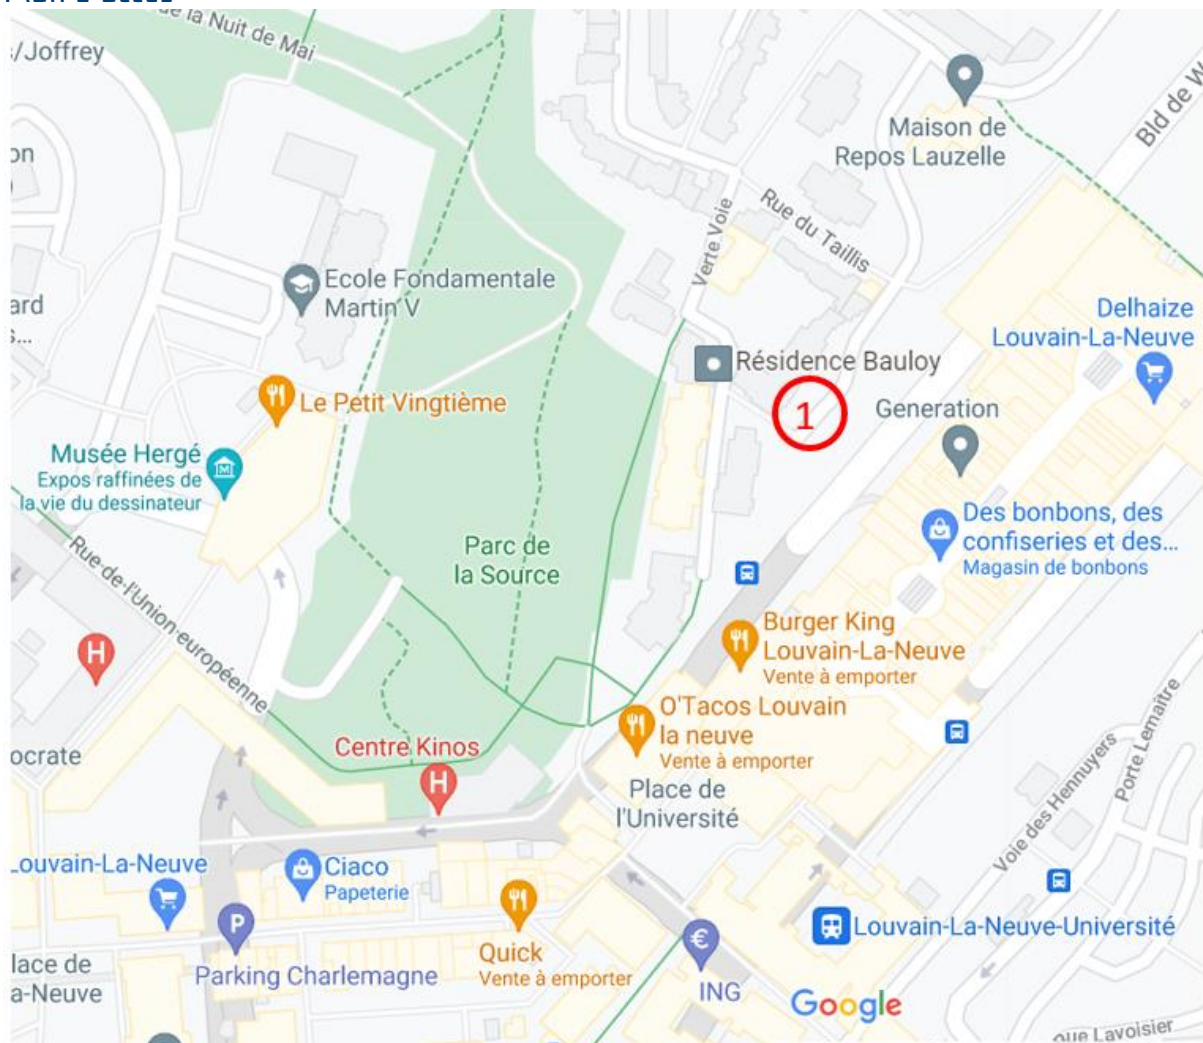 de la Nuit de Mai
s/Joffrey
Bld de W
Maison de
Repos Lauzelle
on
Verte Voie
Rue du Taillis
Ecole Fondamentale
Martin V
ard
s...
Delhaize
Louvain-La-Neuve
Résidence Bauloy
1
Generation
Le Petit Vingtième
Musée Hergé
Expos raffinées de
la vie du dessinateur
Des bonbons, des
confiseries et des...
Magasin de bonbons
Parc de
la Source
Rue de l'Union européenne
H
Burger King
Louvain-La-Neuve
Vente à emporter
O'Tacos Louvain
la neuve
Vente à emporter
Centre Kinos
H
ocrate
Place de
l'Université
Voie des Hennuyers
Porte Lemaître
Louvain-La-Neuve
Ciaco
Papeterie
P
Parking Charlemagne
Quick
Vente à emporter
€
ING
Louvain-La-Neuve-Université
lace de
a-Neuve
Google
que Lavoisier